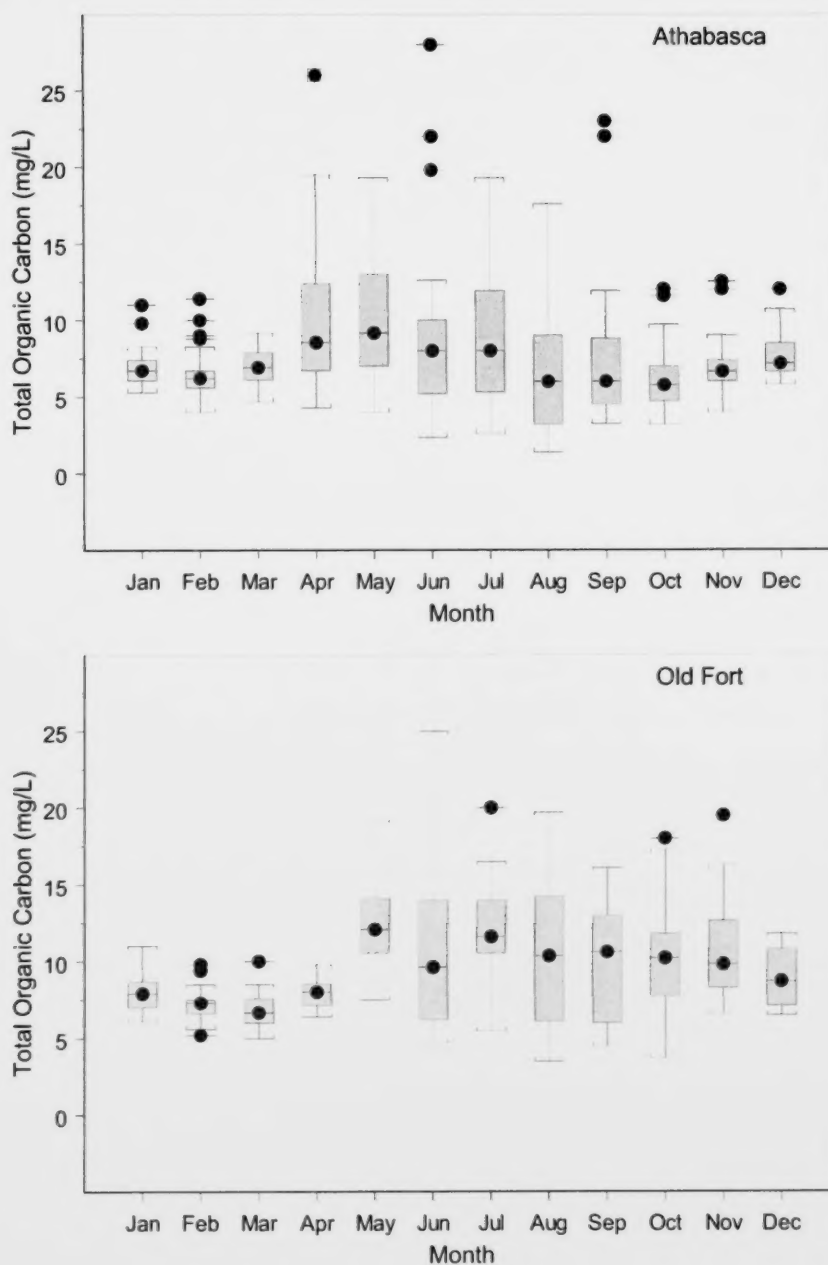 Athabasca
Total Organic Carbon (mg/L)
25
20
15
10
5
0
Jan Feb Mar Apr May Jun Jul Aug Sep Oct Nov Dec
Month
Old Fort
Total Organic Carbon (mg/L)
25
20
15
10
5
0
Jan Feb Mar Apr May Jun Jul Aug Sep Oct Nov Dec
Month